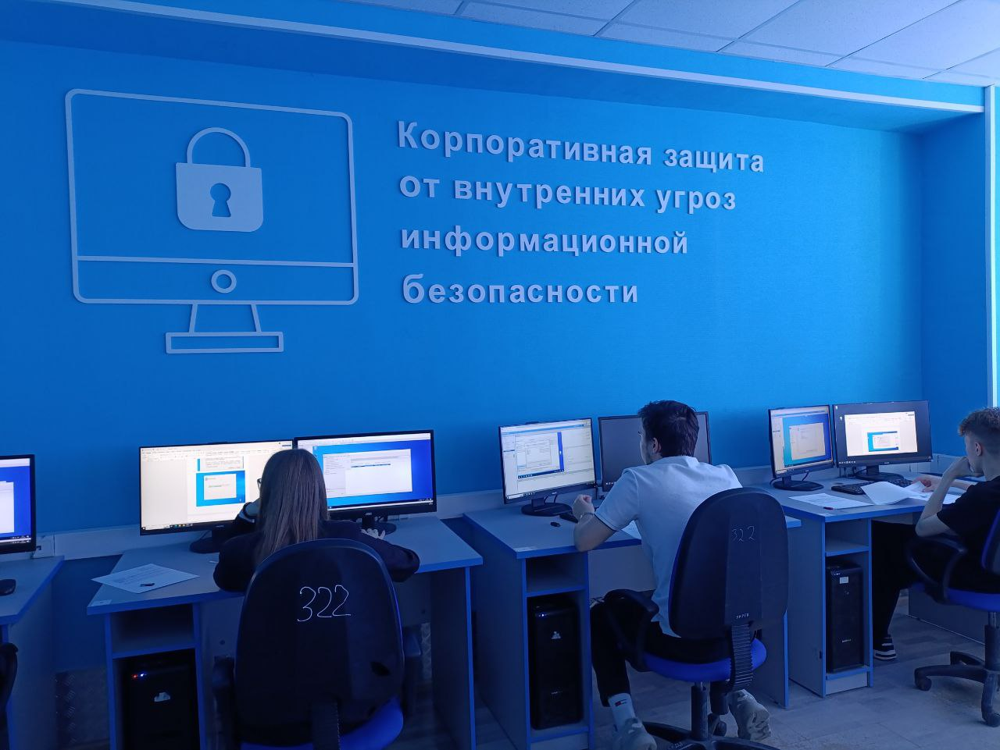 Корпоративная защита
от внутренних угроз
информационной
безопасности
322
322